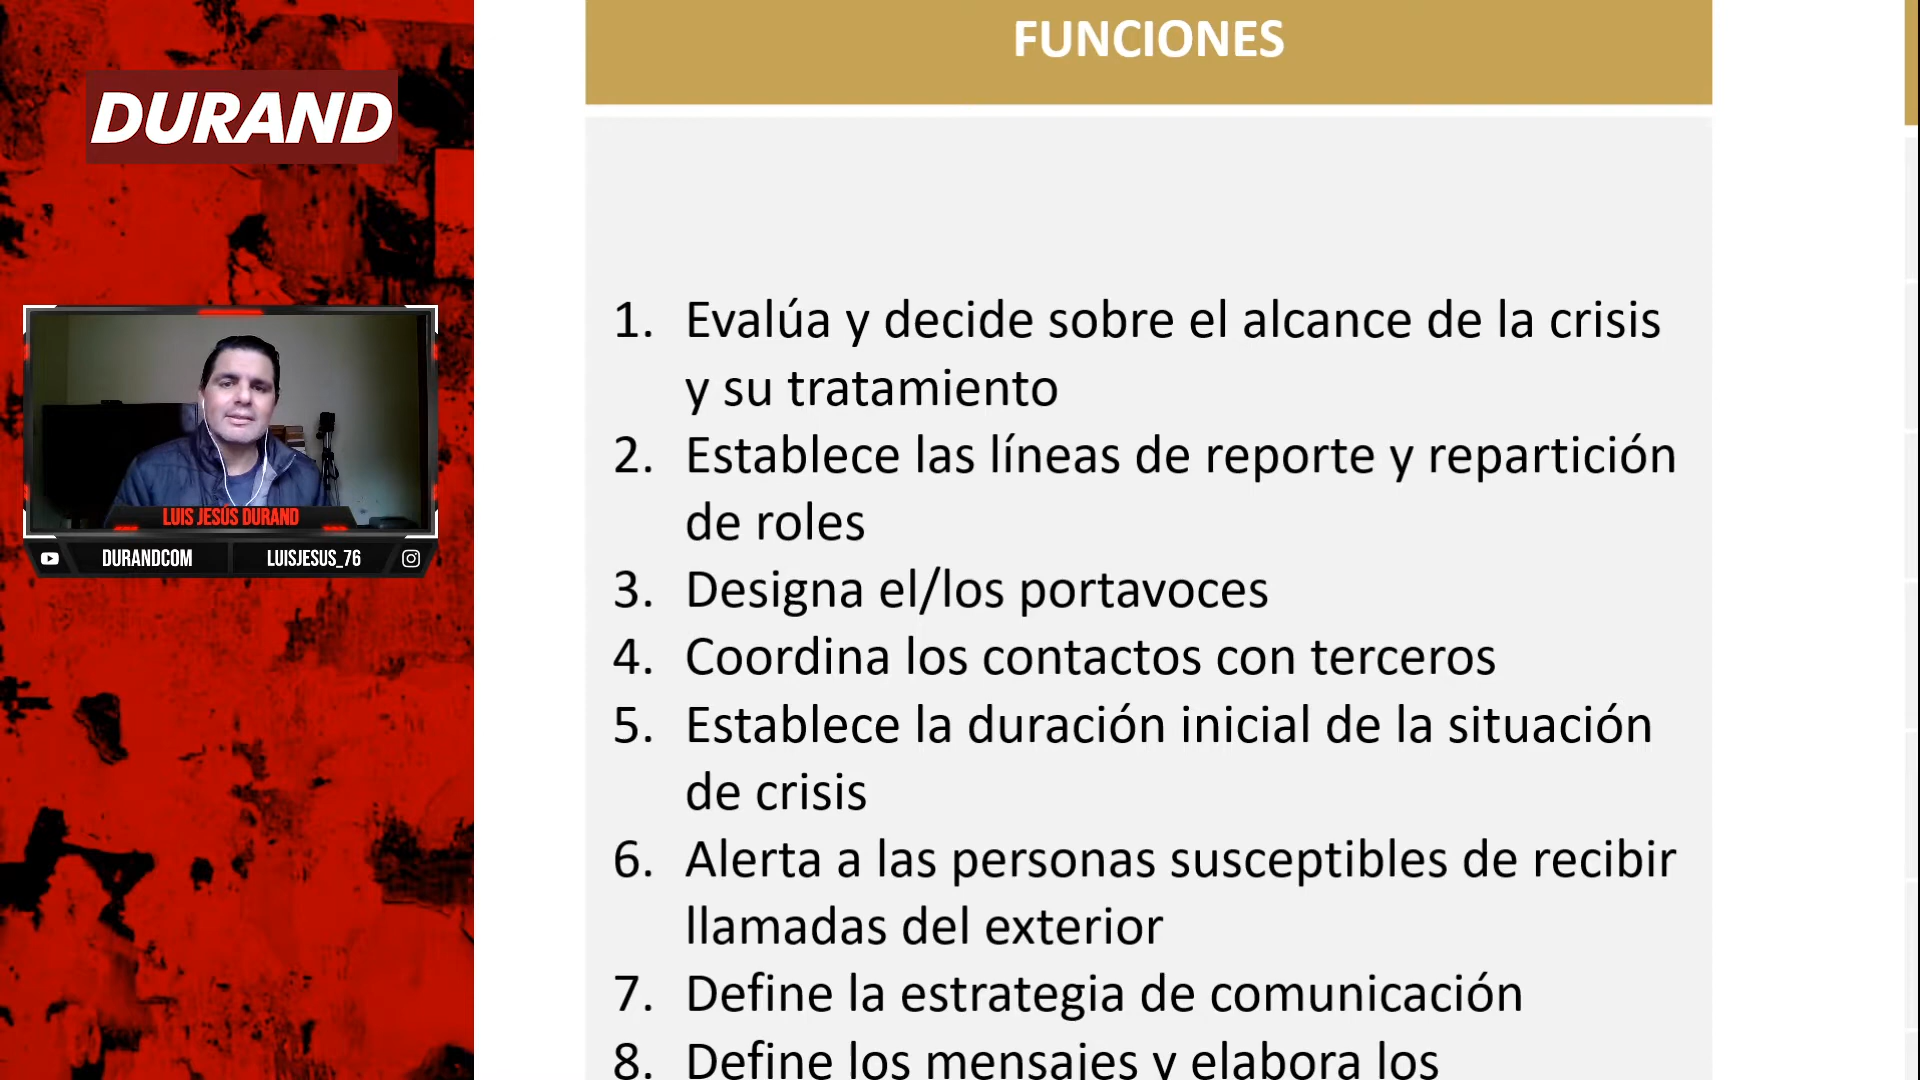 DURAND
LUIS JESÚS DURAND
DURANDCOM
LUISJESUS_76
FUNCIONES
1. Evalúa y decide sobre el alcance de la crisis
y su tratamiento
2. Establece las líneas de reporte y repartición
de roles
3. Designa el/los portavoces
4. Coordina los contactos con terceros
5. Establece la duración inicial de la situación
de crisis
6. Alerta a las personas susceptibles de recibir
llamadas del exterior
7. Define la estrategia de comunicación
8. Define los mensajes y elabora los